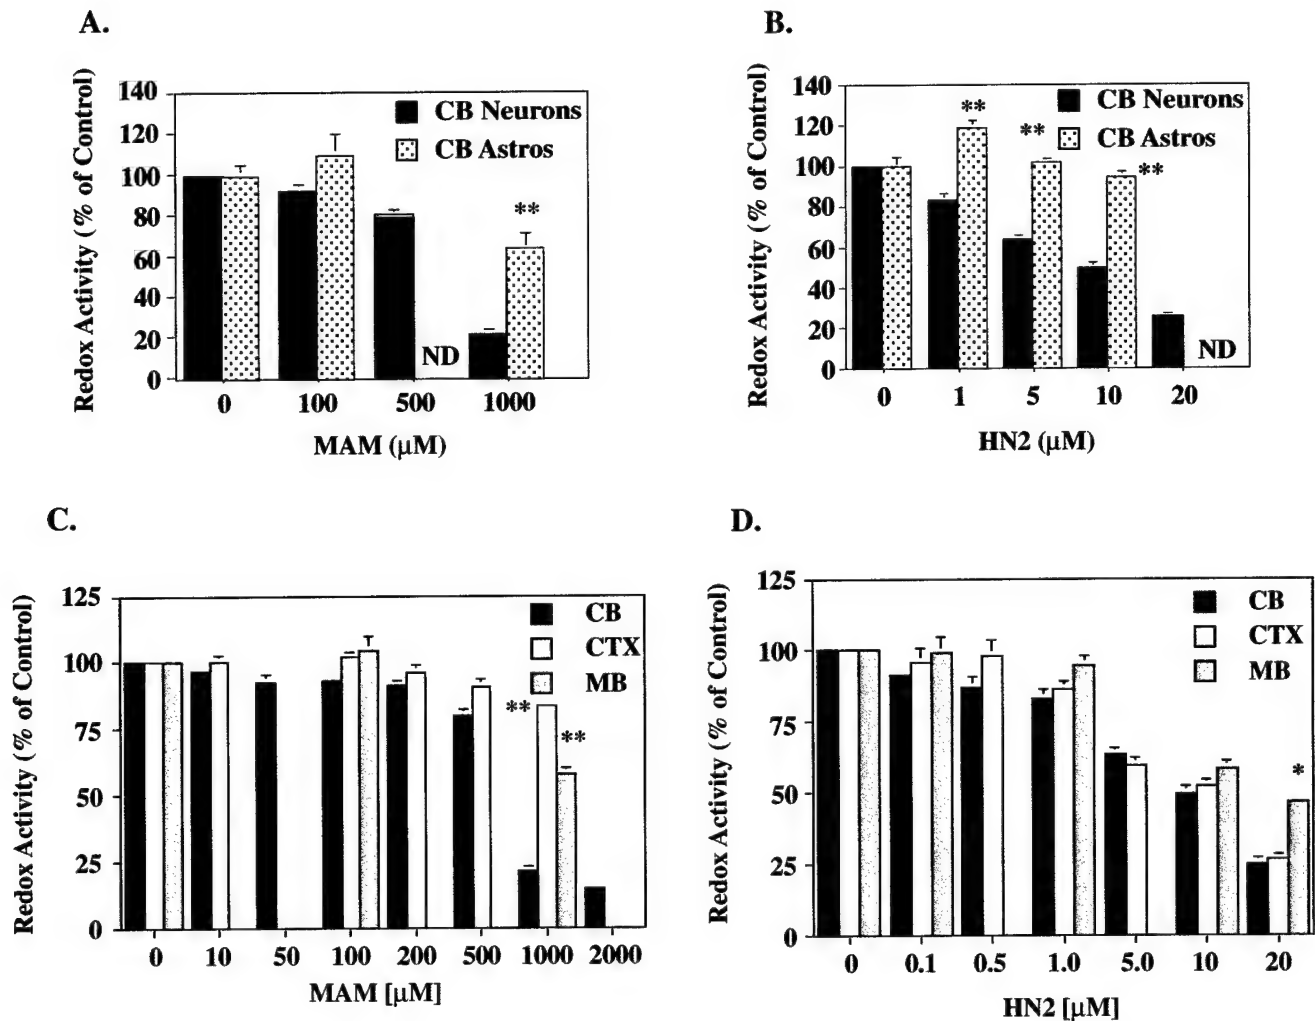 A.
Redox Activity (% of Control)
140
120
100
80
60
40
20
0
CB Neurons
CB Astros
**
ND
0 100 500 1000
MAM (μM)
B.
Redox Activity (% of Control)
140
120
100
80
60
40
20
0
CB Neurons
CB Astros
**
**
**
ND
0 1 5 10 20
HN2 (μM)
C.
Redox Activity (% of Control)
125
100
75
50
25
0
CB
CTX
MB
**
**
0 10 50 100 200 500 1000 2000
MAM [μM]
D.
Redox Activity (% of Control)
125
100
75
50
25
0
CB
CTX
MB
*
0 0.1 0.5 1.0 5.0 10 20
HN2 [μM]